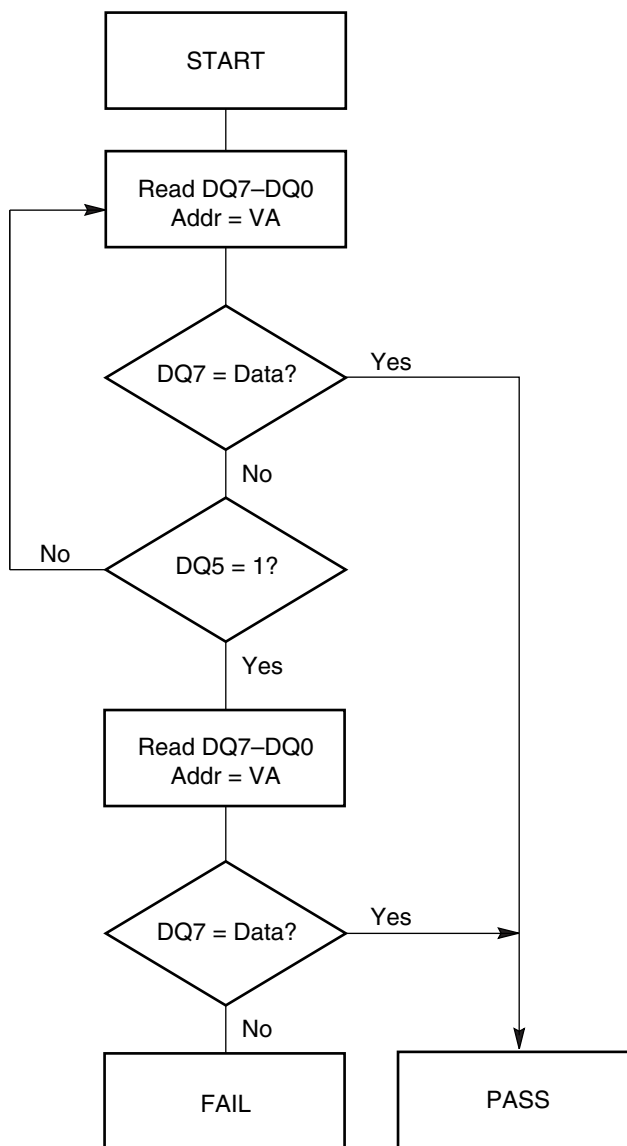 START
Read DQ7–DQ0
Addr = VA
DQ7 = Data?
Yes
No
No
DQ5 = 1?
Yes
Read DQ7–DQ0
Addr = VA
DQ7 = Data?
Yes
No
FAIL
PASS